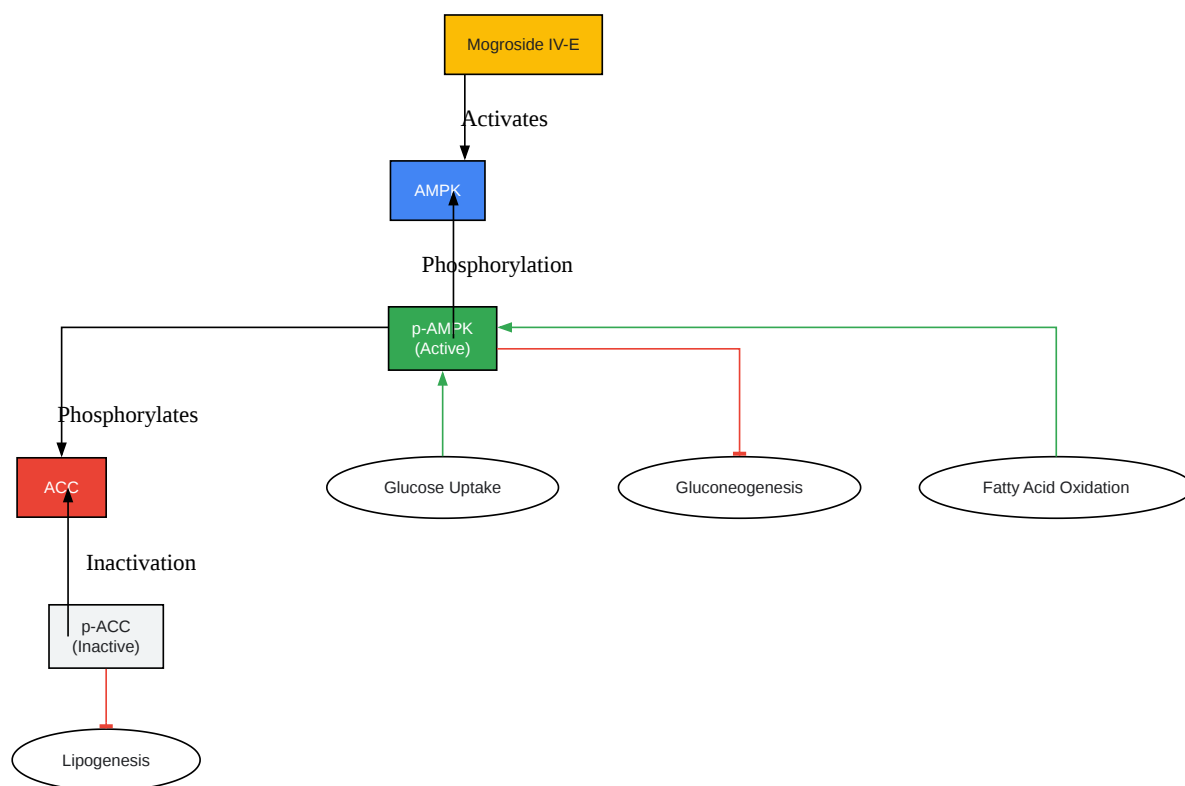 Mogroside IV-E
Activates
AMPK
Phosphorylation
p-AMPK
(Active)
Phosphorylates
ACC
Glucose Uptake
Gluconeogenesis
Fatty Acid Oxidation
Inactivation
p-ACC
(Inactive)
Lipogenesis